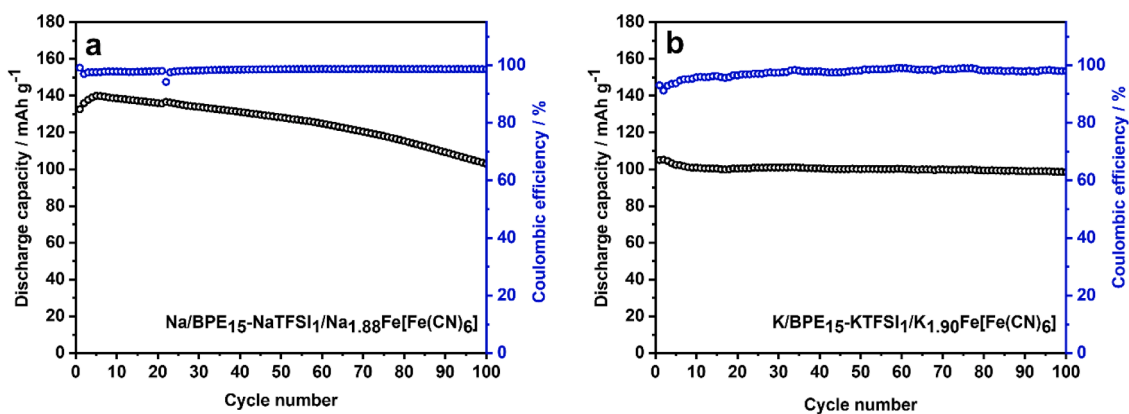 a
180
160
140
120
100
80
60
40
20
0
Discharge capacity / mAh g⁻¹
0 10 20 30 40 50 60 70 80 90 100
Cycle number
100
80
60
40
20
0
Coulombic efficiency / %
Na/BPE₁₅-NaTFSI₁/Na₁.₈₈Fe[Fe(CN)₆]
b
180
160
140
120
100
80
60
40
20
0
Discharge capacity / mAh g⁻¹
0 10 20 30 40 50 60 70 80 90 100
Cycle number
100
80
60
40
20
0
Coulombic efficiency / %
K/BPE₁₅-KTFSI₁/K₁.₉₀Fe[Fe(CN)₆]